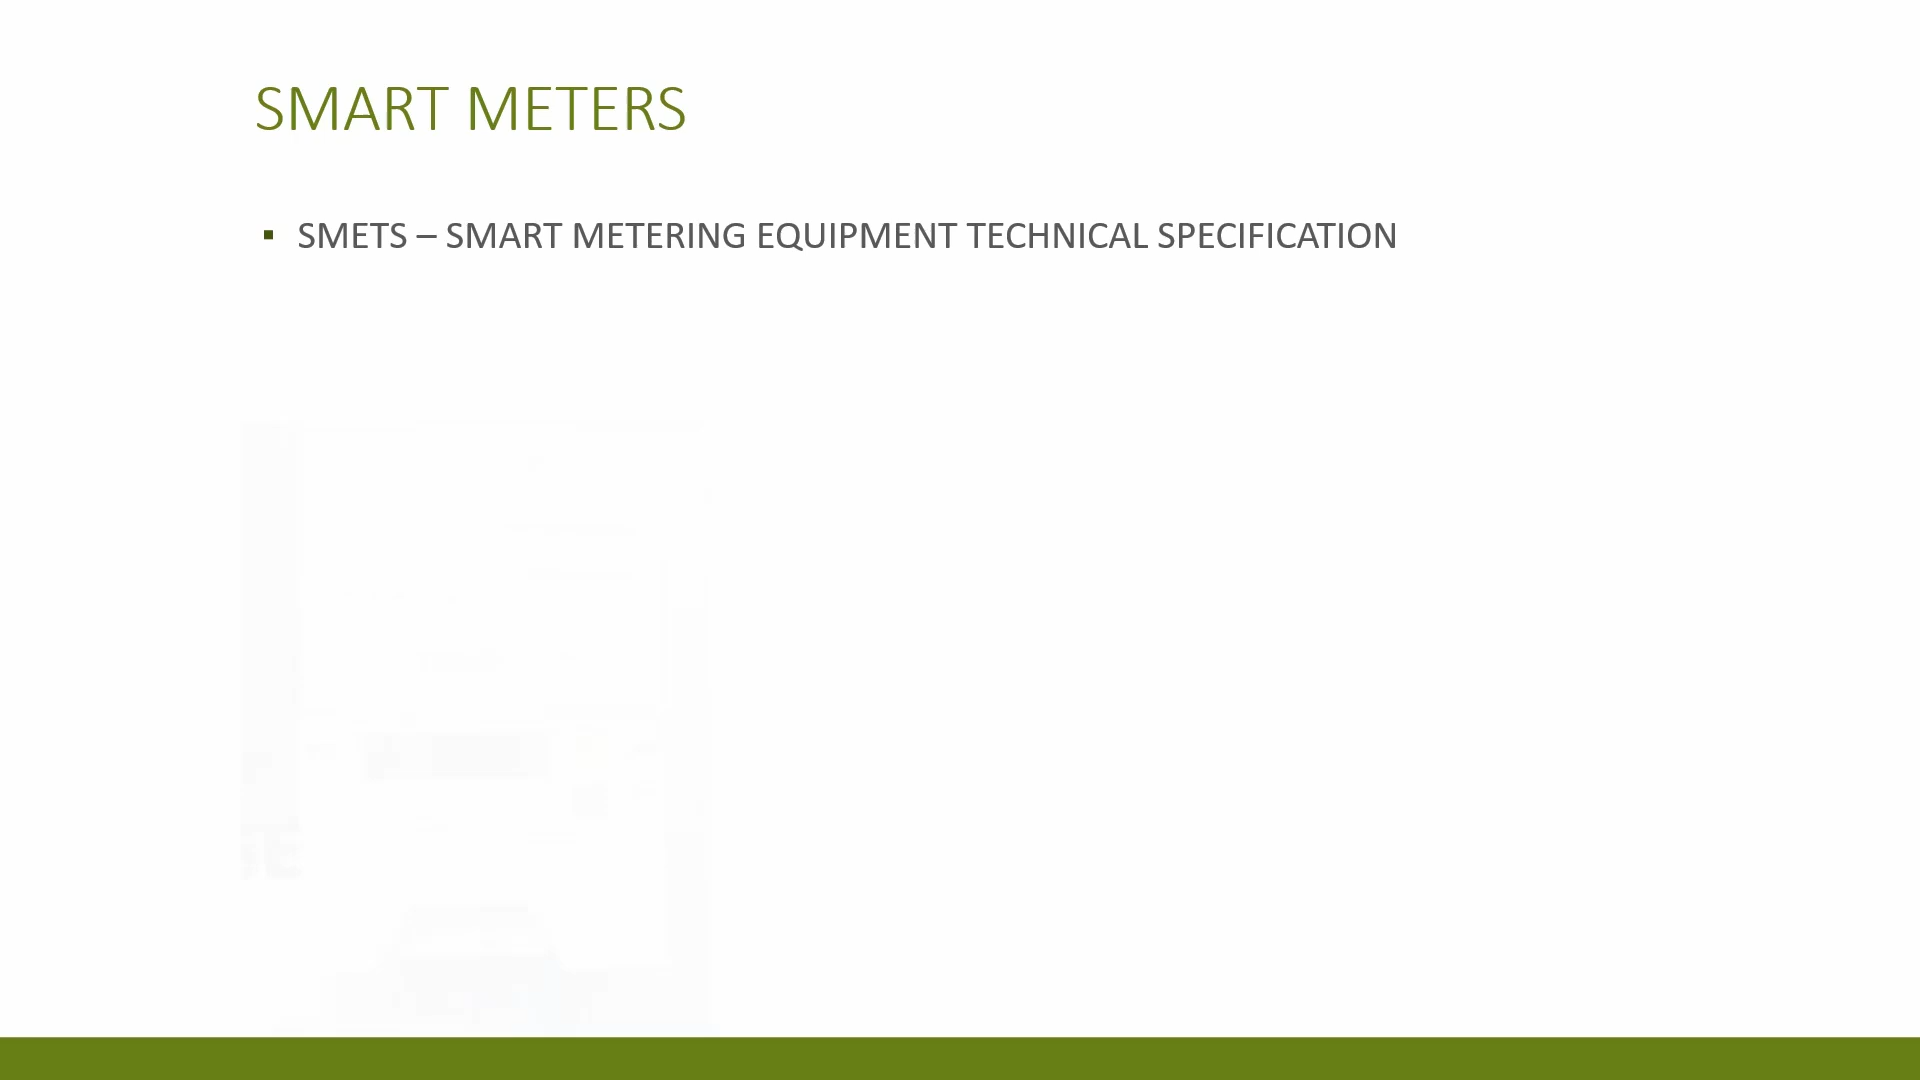 SMART METERS
▪ SMETS – SMART METERING EQUIPMENT TECHNICAL SPECIFICATION